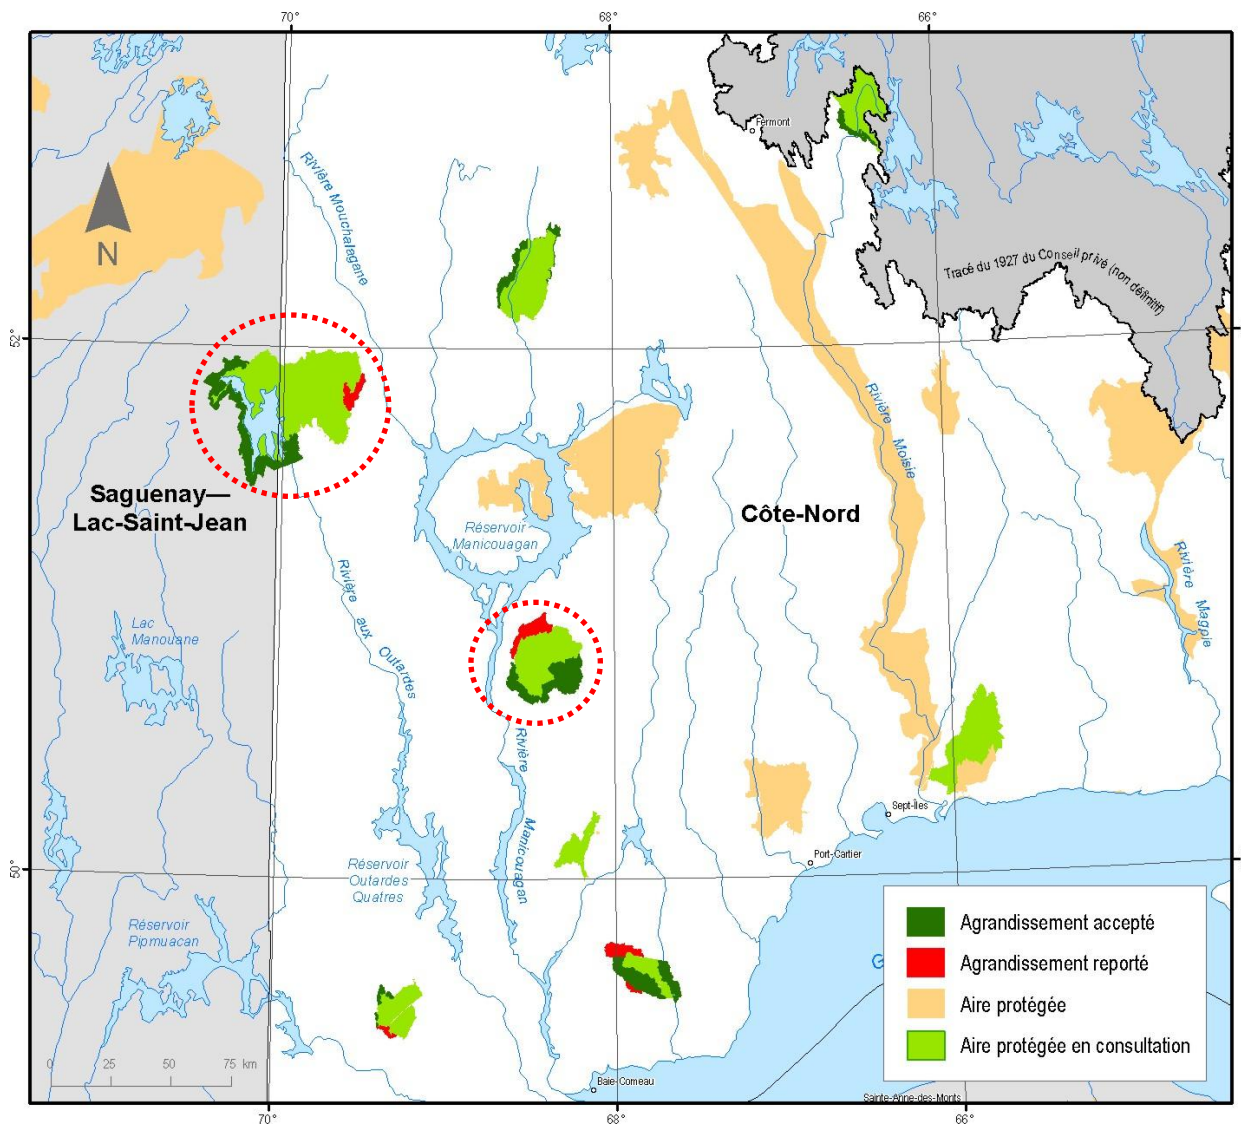 70°
68°
66°
Fermont
Rivière Mouchalagane
N
Tracé du 1927 du Conseil privé (non définitif)
52°
Rivière Moisie
Saguenay—
Lac-Saint-Jean
Côte-Nord
Réservoir
Manicouagan
Rivière aux Outardes
Rivière Magpie
Lac
Manouane
Rivière Manicouagan
Sept-Îles
Port-Cartier
50°
Réservoir
Outardes
Quatres
Réservoir
Pipmuacan
G
Agrandissement accepté
Agrandissement reporté
Aire protégée
Aire protégée en consultation
0 25 50 75 km
Baie-Comeau
Sainte-Anne-des-Monts
70°
68°
66°